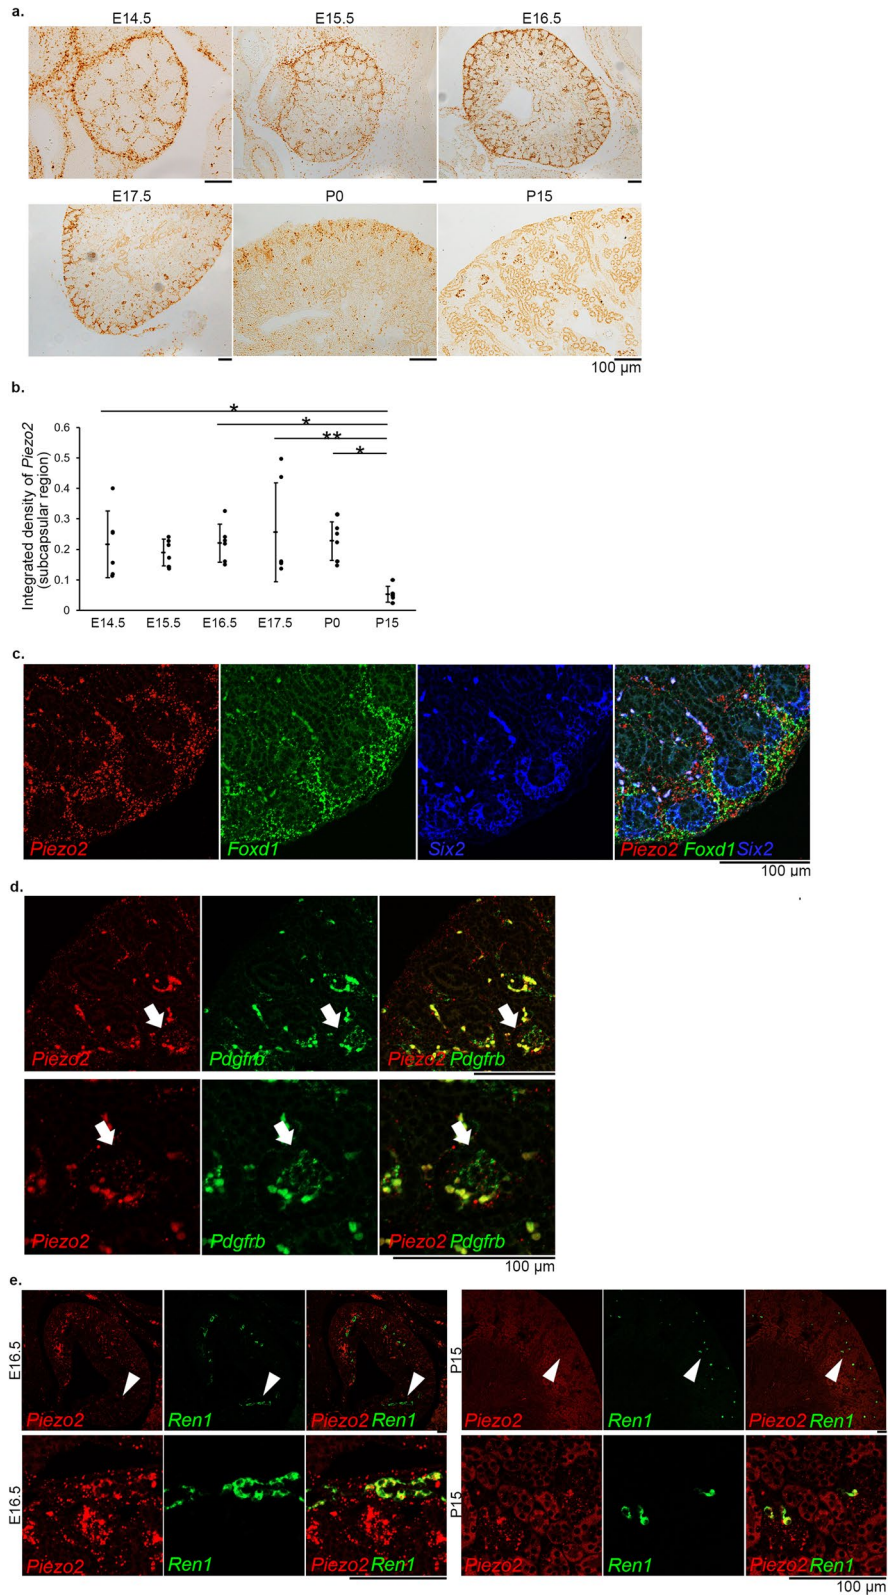 a.
E14.5 E15.5 E16.5
E17.5 P0 P15
100 µm
b.
* 
*
**
*
Integrated density of Piezo2
(subcapsular region)
0.6
0.5
0.4
0.3
0.2
0.1
0
E14.5 E15.5 E16.5 E17.5 P0 P15
c.
Piezo2 Foxd1 Six2 Piezo2 Foxd1 Six2
100 µm
d.
Piezo2 Pdgfrb Piezo2 Pdgfrb
Piezo2 Pdgfrb Piezo2 Pdgfrb
100 µm
e.
E16.5 Piezo2 Ren1 Piezo2 Ren1 P15 Piezo2 Ren1 Piezo2 Ren1
E16.5 Piezo2 Ren1 Piezo2 Ren1 P15 Piezo2 Ren1 Piezo2 Ren1
100 µm